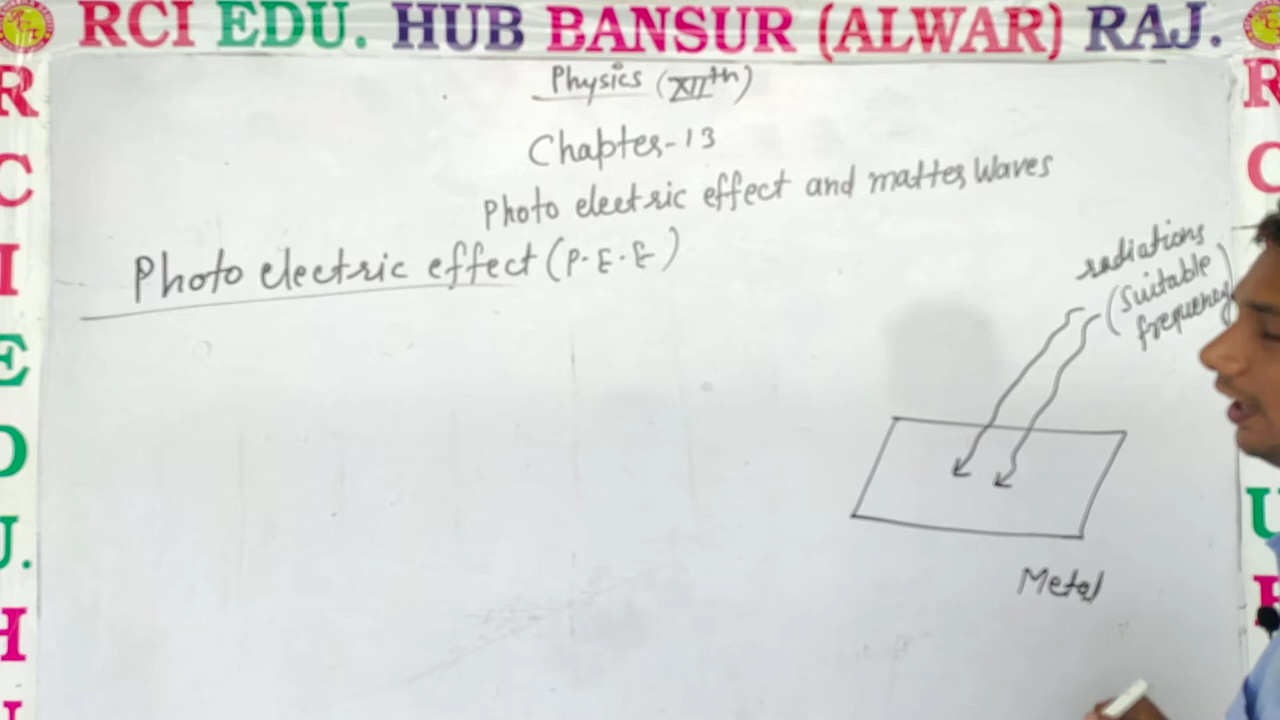 RCI EDU. HUB BANSUR (ALWAR) RAJ.
Physics (XIIth)
Chapter-13
Photo electric effect and matter Waves
Photo electric effect (P.E.E)
radiations
(Suitable
frequency)
Metal
R
C
I
E
D
U.
H
R
C
U